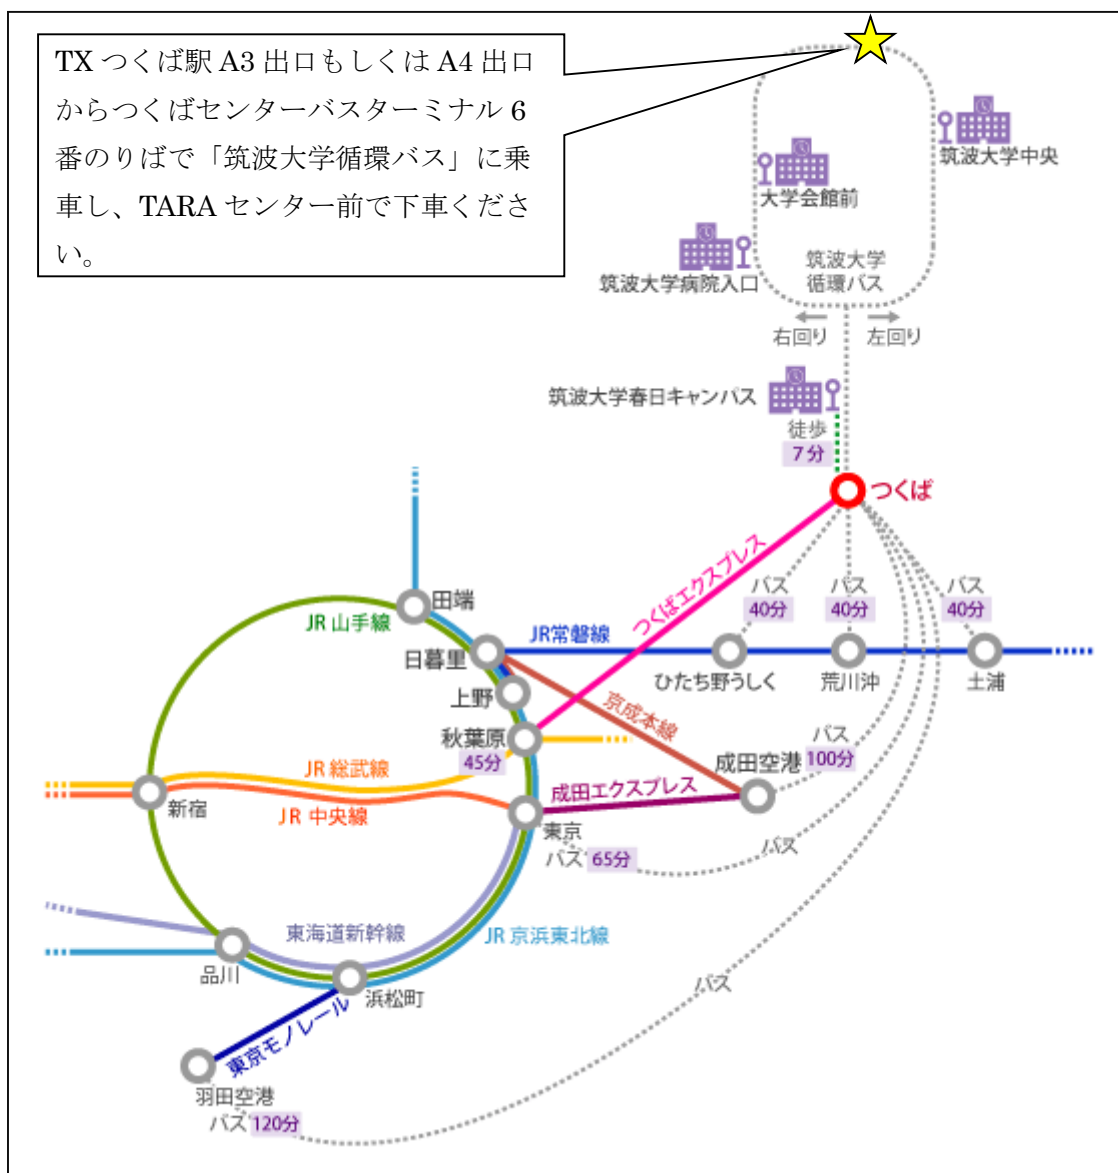 TX つくば駅 A3 出口もしくは A4 出口
からつくばセンターバスターミナル 6
番のりばで「筑波大学循環バス」に乗
車し、TARA センター前で下車くださ
い。
筑波大学中央
大学会館前
筑波大学病院入口
筑波大学
循環バス
右回り
左回り
筑波大学春日キャンパス
徒歩
7分
つくば
つくばエクスプレス
バス
40分
バス
40分
バス
40分
田端
JR 山手線
日暮里
JR常磐線
ひたち野うしく
荒川沖
土浦
上野
京成本線
秋葉原
45分
バス
100分
成田空港
JR 総武線
成田エクスプレス
新宿
JR 中央線
東京
バス 65分
バス
東海道新幹線
JR 京浜東北線
品川
浜松町
バス
東京モノレール
羽田空港
バス 120分